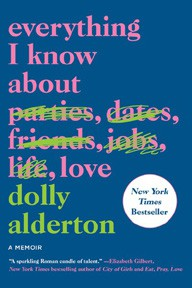 everything
I know
about
parties, dates,
friends, jobs,
life, love
dolly
alderton
A MEMOIR
New York
Times
Bestseller
"A sparkling Roman candle of talent." —Elizabeth Gilbert,
New York Times bestselling author of City of Girls and Eat, Pray, Love